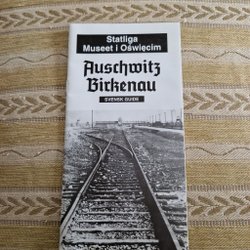 Statliga
Museet i Oświęcim
Auschwitz
Birkenau
SVENSK GUIDE